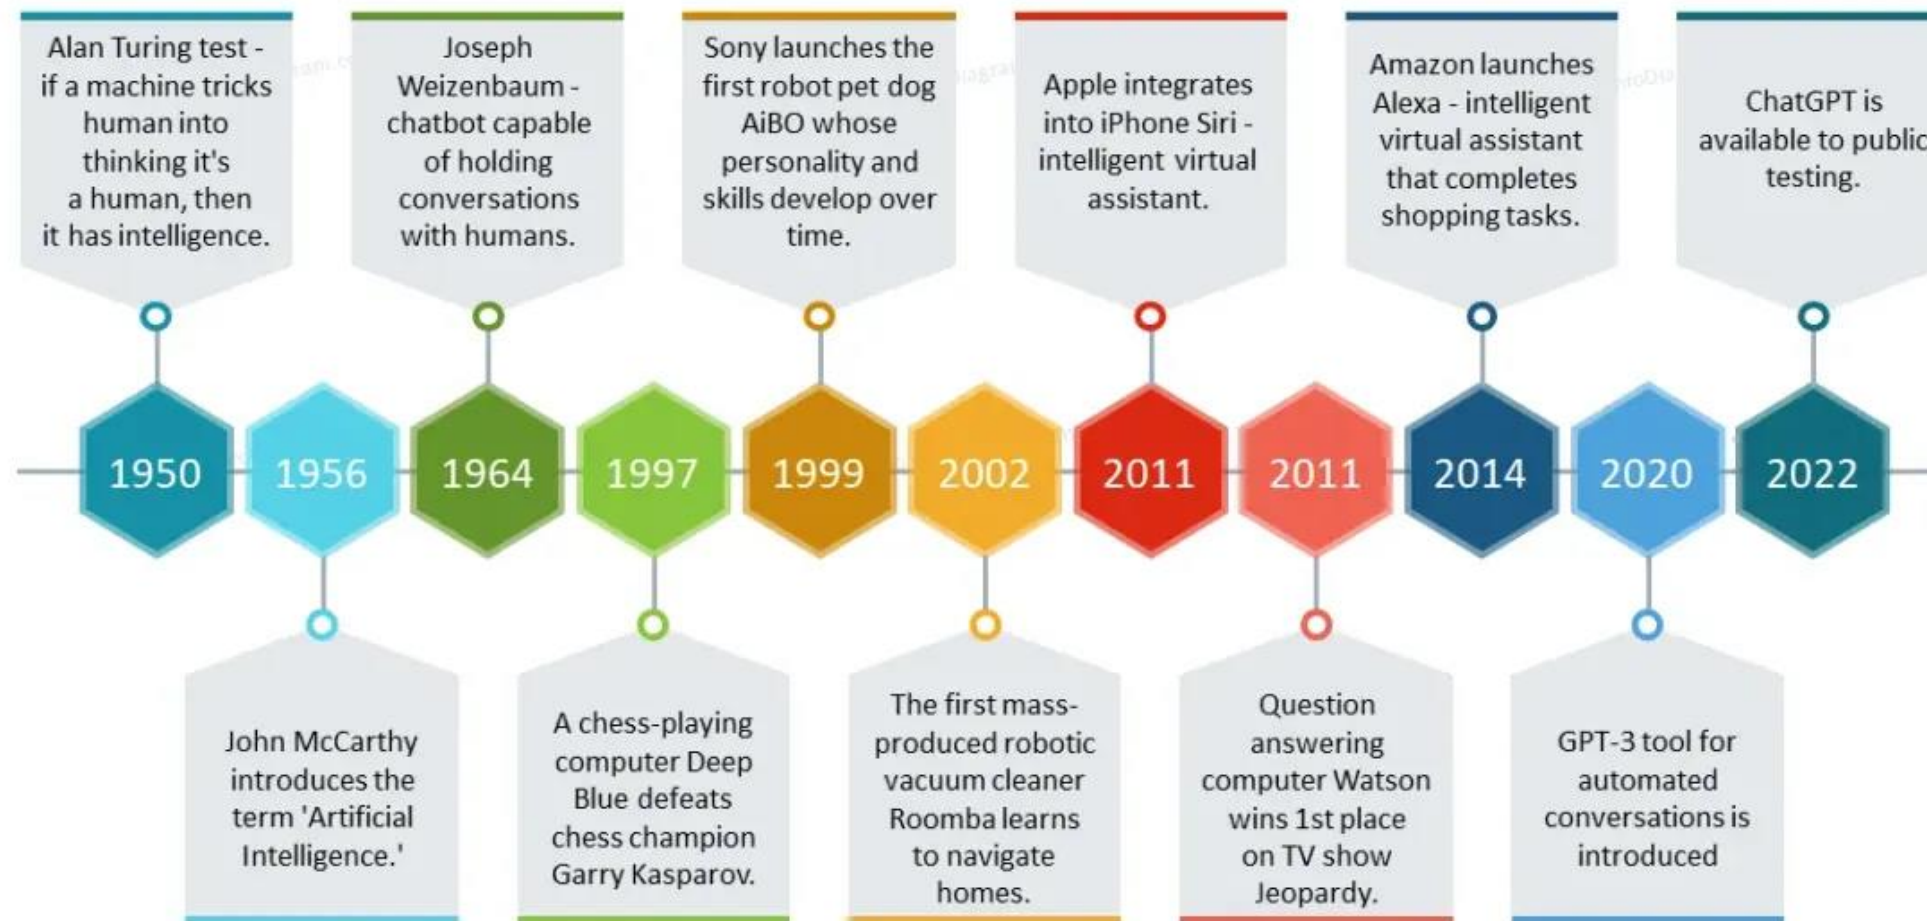 Alan Turing test -
if a machine tricks
human into
thinking it's
a human, then
it has intelligence.
Joseph
Weizenbaum -
chatbot capable
of holding
conversations
with humans.
Sony launches the
first robot pet dog
AiBO whose
personality and
skills develop over
time.
Apple integrates
into iPhone Siri -
intelligent virtual
assistant.
Amazon launches
Alexa - intelligent
virtual assistant
that completes
shopping tasks.
ChatGPT is
available to public
testing.
1950
1956
1964
1997
1999
2002
2011
2011
2014
2020
2022
John McCarthy
introduces the
term 'Artificial
Intelligence.'
A chess-playing
computer Deep
Blue defeats
chess champion
Garry Kasparov.
The first mass-
produced robotic
vacuum cleaner
Roomba learns
to navigate
homes.
Question
answering
computer Watson
wins 1st place
on TV show
Jeopardy.
GPT-3 tool for
automated
conversations is
introduced